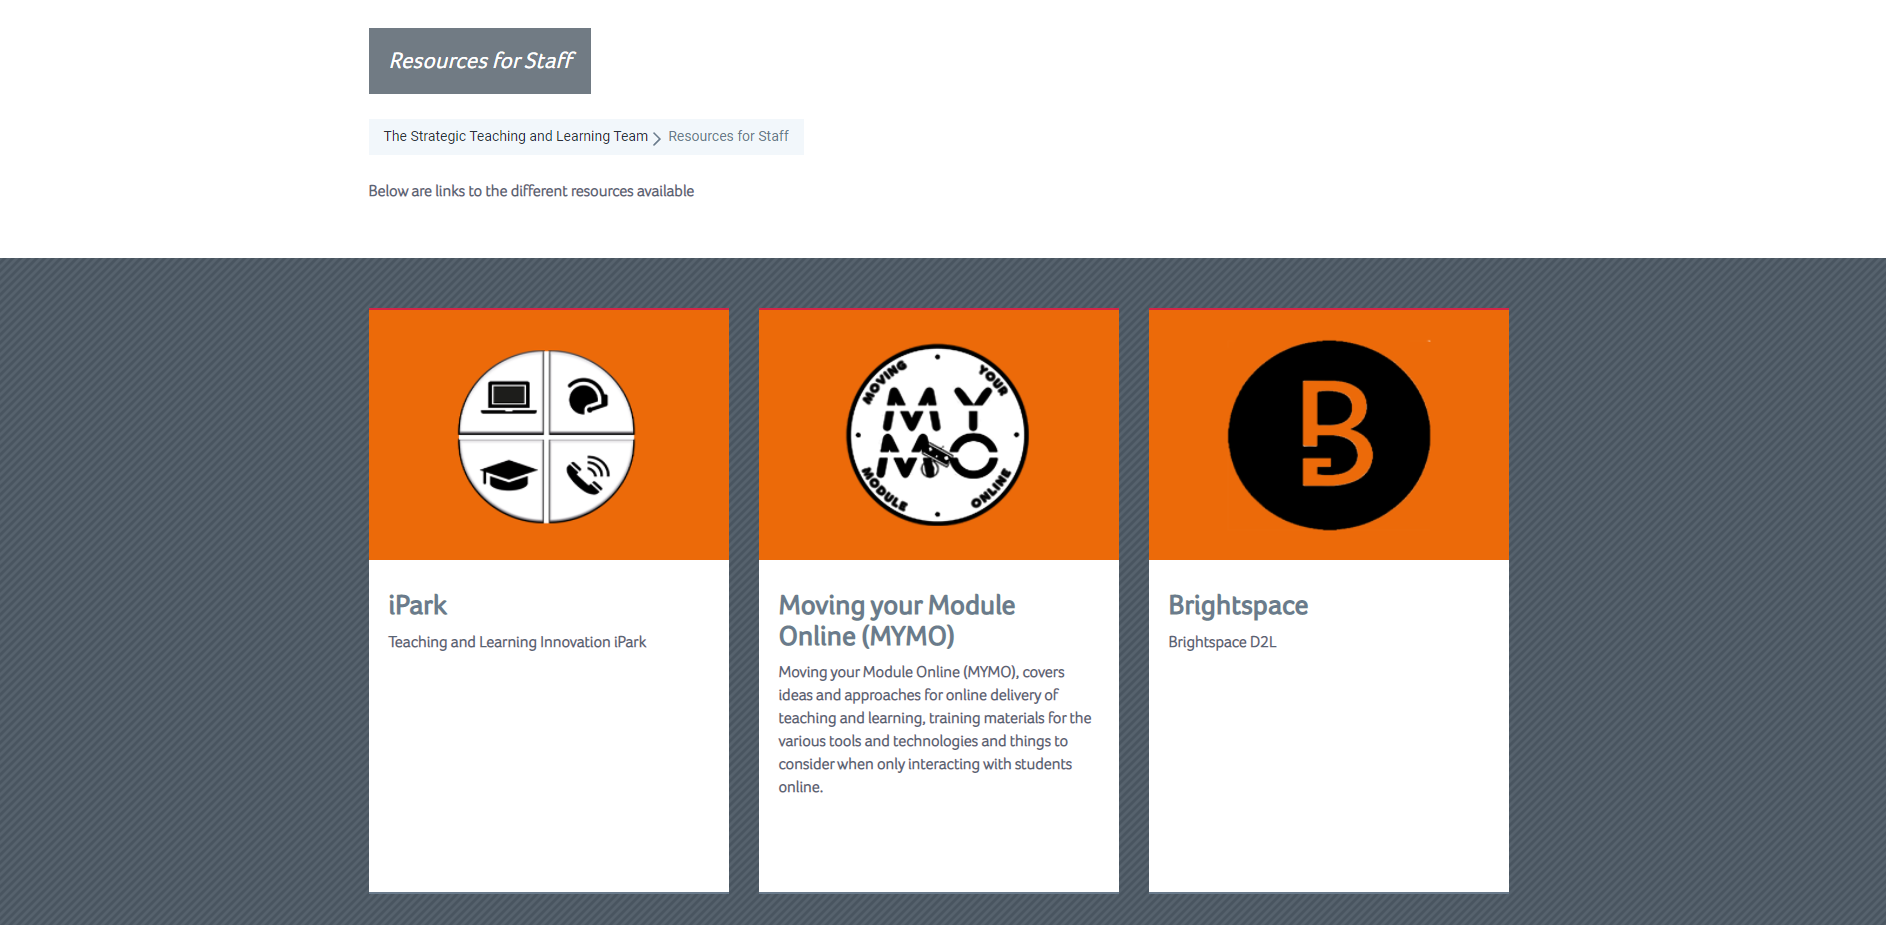 Resources for Staff
The Strategic Teaching and Learning Team > Resources for Staff
Below are links to the different resources available
MOVING YOUR
MY
MO
MODULE ONLINE
B
iPark
Teaching and Learning Innovation iPark
Moving your Module
Online (MYMO)
Moving your Module Online (MYMO), covers
ideas and approaches for online delivery of
teaching and learning, training materials for the
various tools and technologies and things to
consider when only interacting with students
online.
Brightspace
Brightspace D2L